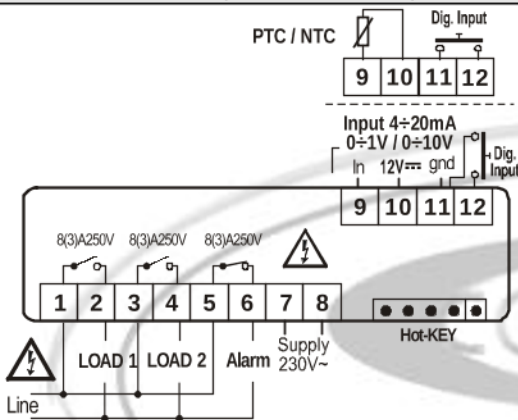 Dig. Input
PTC / NTC
9 10 11 12
Input 4÷20mA
0÷1V / 0÷10V
In 12V⎓ gnd
Dig.
Input
9 10 11 12
8(3)A250V 8(3)A250V 8(3)A250V
1 2 3 4 5 6 7 8
Hot-KEY
LOAD 1 LOAD 2 Alarm Supply
230V~
Line